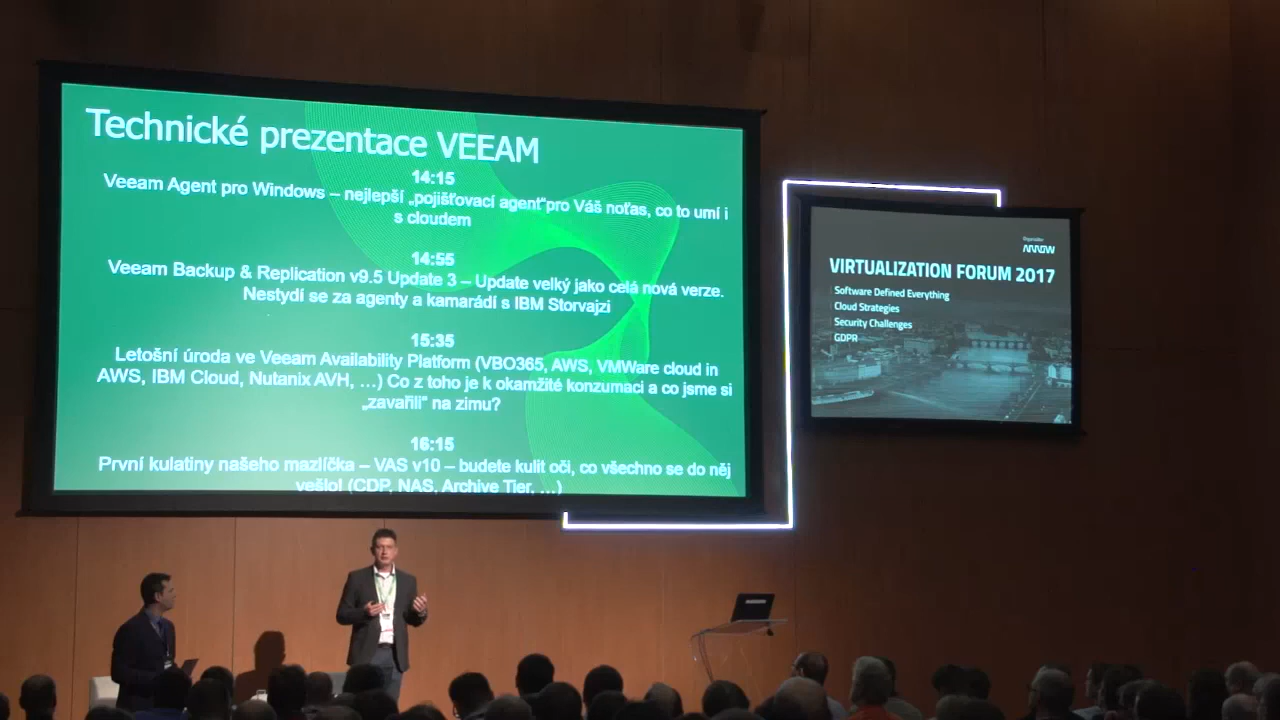 Technické prezentace VEEAM
14:15
Veeam Agent pro Windows – nejlepší „pojišťovací agent“pro Váš noťas, co to umí i
s cloudem
14:55
Veeam Backup & Replication v9.5 Update 3 – Update velký jako celá nová verze.
Nestydí se za agenty a kamarádí s IBM Storvajzi
15:35
Letošní úroda ve Veeam Availability Platform (VBO365, AWS, VMWare cloud in
AWS, IBM Cloud, Nutanix AVH, …) Co z toho je k okamžité konzumaci a co jsme si
„zavařili“ na zimu?
16:15
První kulatiny našeho mazlíčka – VAS v10 – budete kulit oči, co všechno se do něj
vešlo! (CDP, NAS, Archive Tier, …)
Organizátor
ARROW
VIRTUALIZATION FORUM 2017
Software Defined Everything
Cloud Strategies
Security Challenges
GDPR